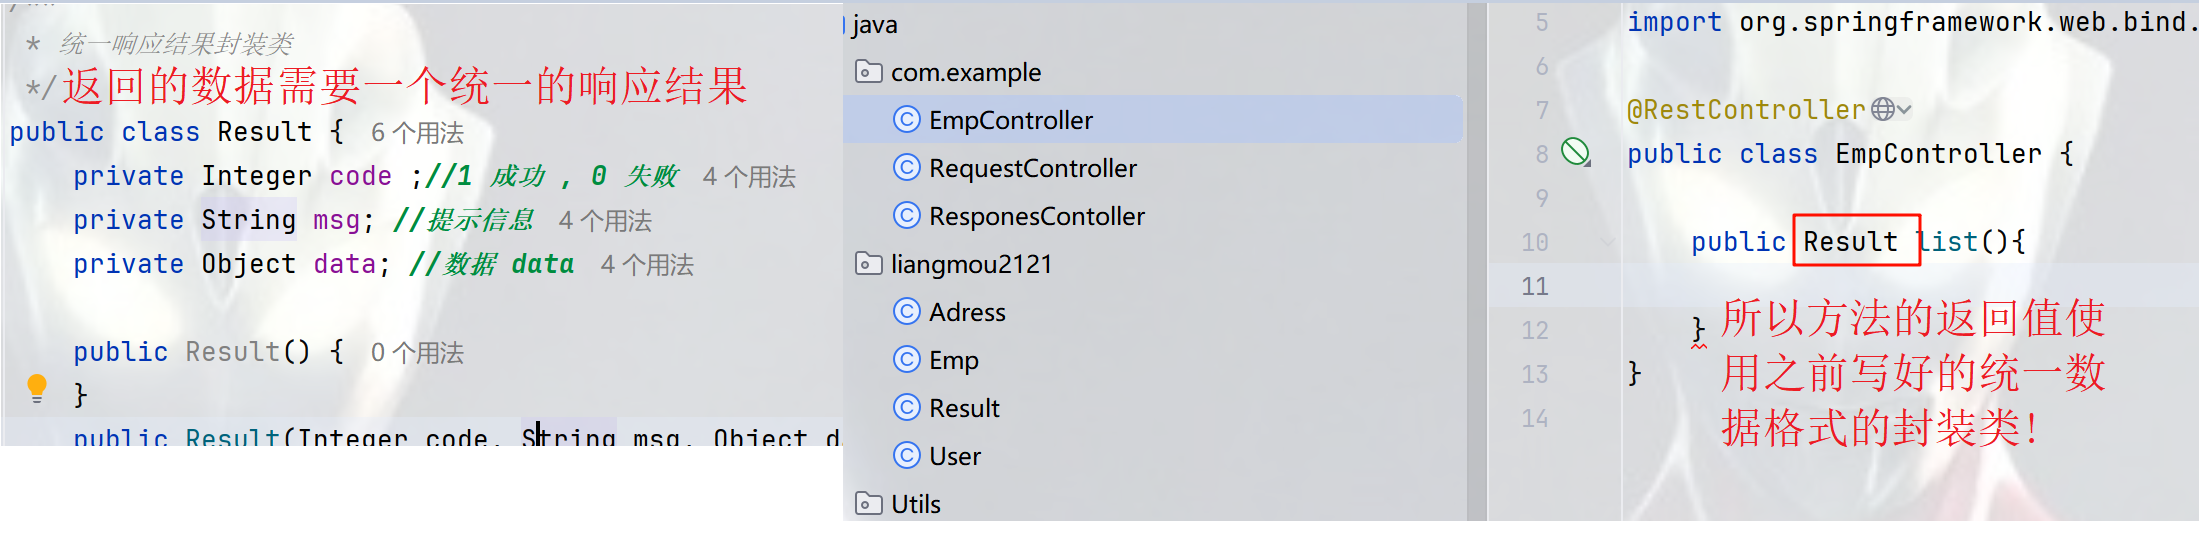 /**
* 统一响应结果封装类
*/返回的数据需要一个统一的响应结果
public class Result { 6 个用法
private Integer code ;//1 成功 , 0 失败 4 个用法
private String msg; //提示信息 4 个用法
private Object data; //数据 data 4 个用法
public Result() { 0 个用法
}
public Result(Integer code, String msg, Object da
java
com.example
EmpController
RequestController
ResponesContoller
liangmou2121
Adress
Emp
Result
User
Utils
5 import org.springframework.web.bind.
6
7 @RestController
8 public class EmpController {
9
10 public Result list(){
11
12 }
13 }
14
所以方法的返回值使
用之前写好的统一数
据格式的封装类!